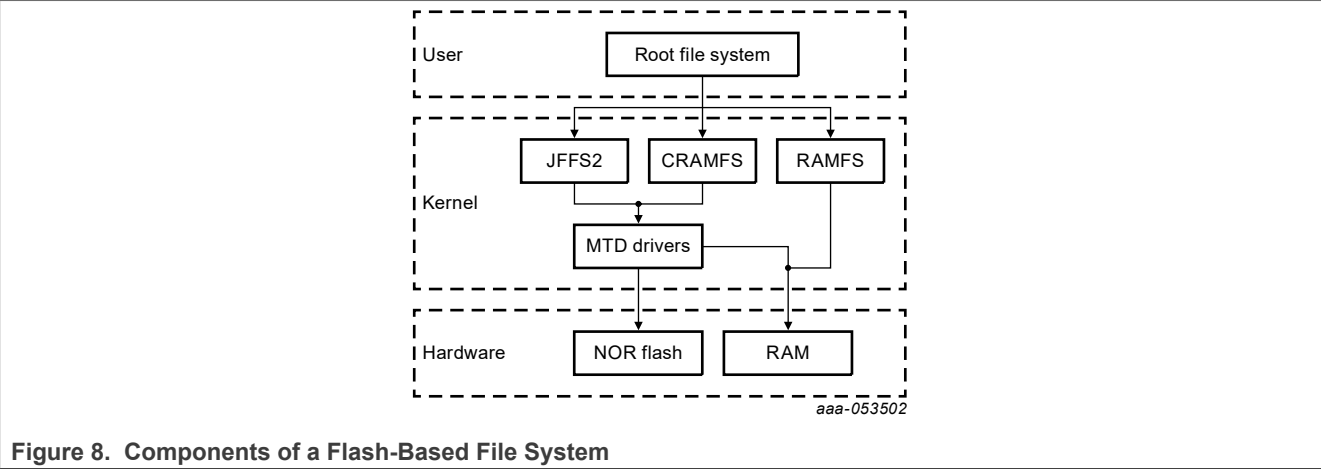 User
Root file system
JFFS2
CRAMFS
RAMFS
Kernel
MTD drivers
Hardware
NOR flash
RAM
aaa-053502
Figure 8. Components of a Flash-Based File System